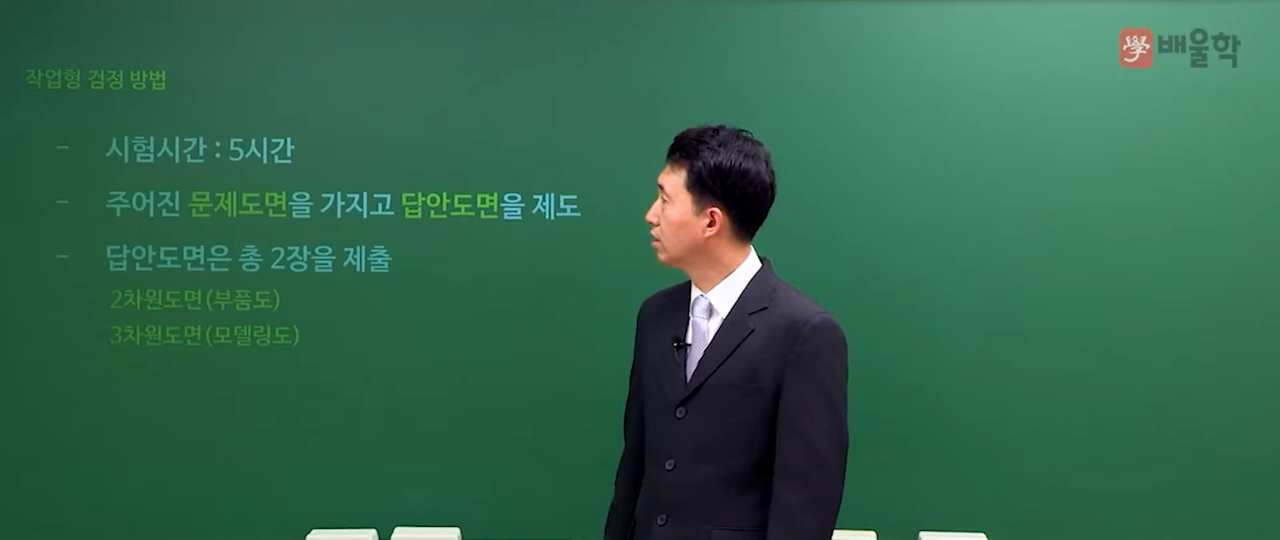 작업형 검정 방법
學 배울학
- 시험시간 : 5시간
- 주어진 문제도면을 가지고 답안도면을 제도
- 답안도면은 총 2장을 제출
2차원도면(부품도)
3차원도면(모델링도)